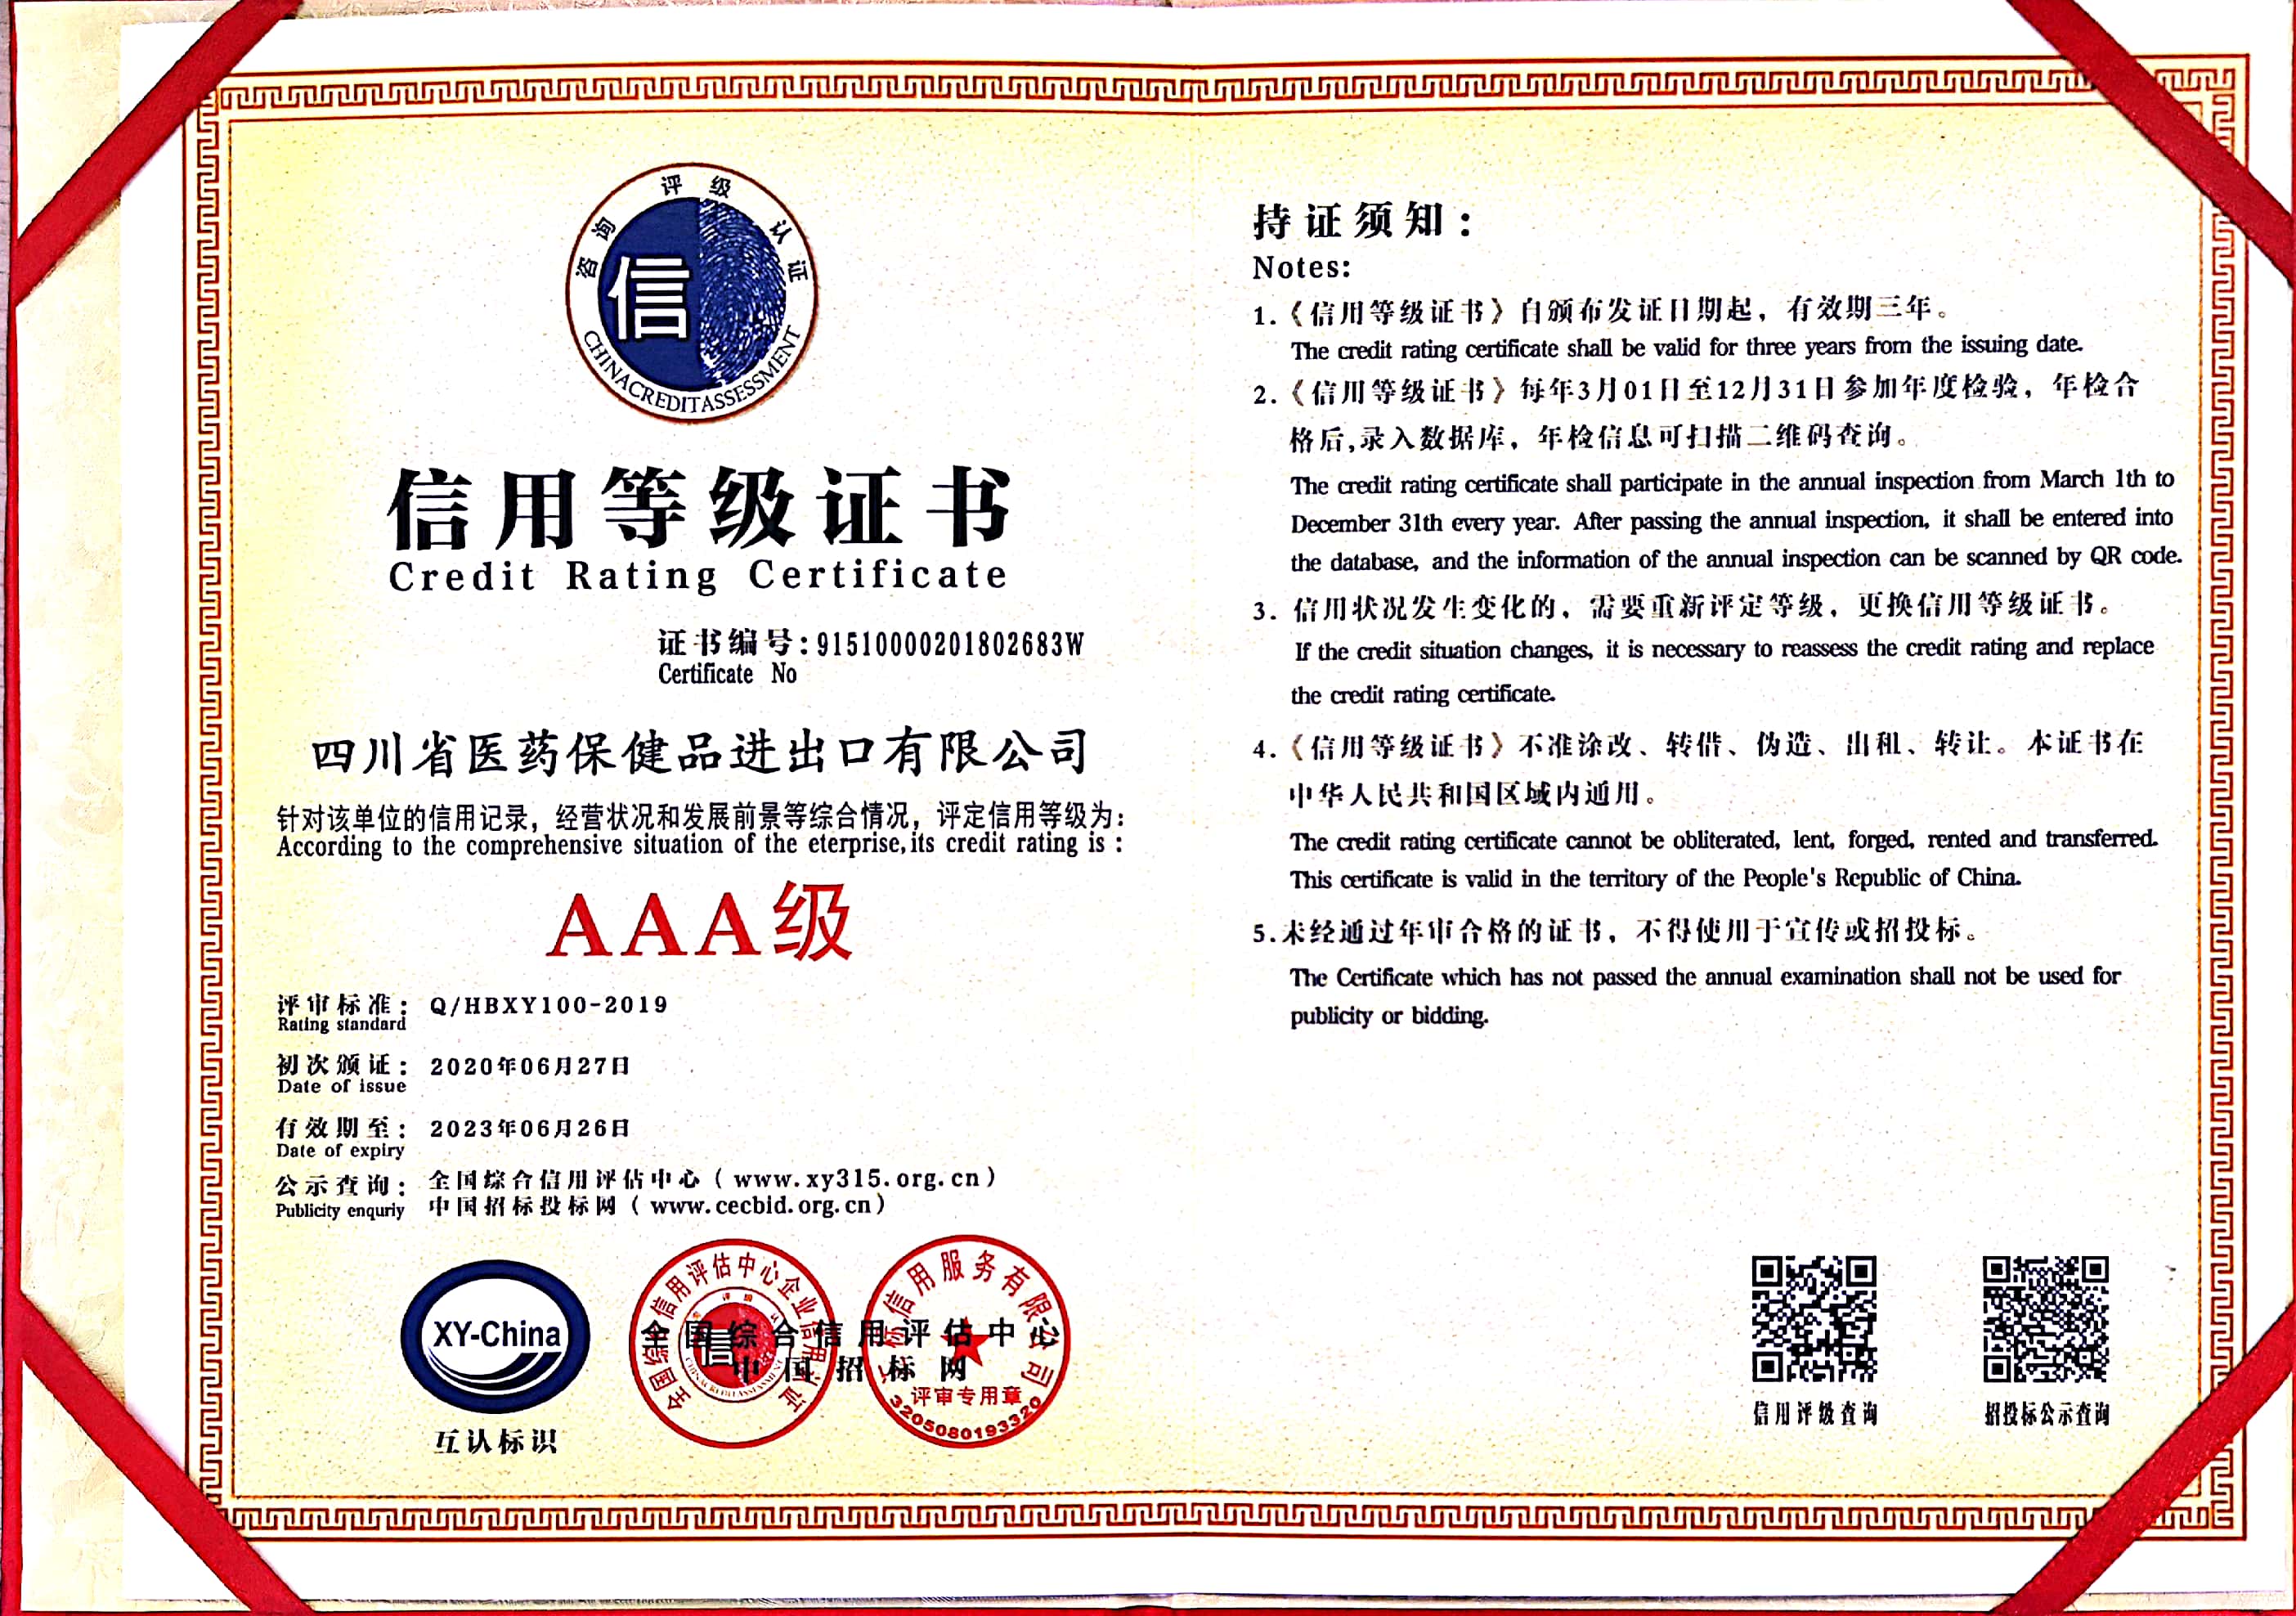 咨询 评级 认证
信
CHINACREDITASSESSMENT
信用等级证书
Credit Rating Certificate
证书编号:91510000201802683W
Certificate No
四川省医药保健品进出口有限公司
针对该单位的信用记录，经营状况和发展前景等综合情况，评定信用等级为：
According to the comprehensive situation of the eterprise,its credit rating is :
AAA级
评审标准： Q/HBXY100-2019
Rating standard
初次颁证： 2020年06月27日
Date of issue
有效期至： 2023年06月26日
Date of expiry
公示查询： 全国综合信用评估中心（www.xy315.org.cn）
Publicity enquriy 中国招标投标网（www.cecbid.org.cn）
XY-China
互认标识
全国综合信用评估中心企业信用认证
信用服务有限公司
全国综合信用评估中心
中国招标网
评审专用章
3205080193320
持证须知：
Notes:
1.《信用等级证书》自颁布发证日期起，有效期三年。
The credit rating certificate shall be valid for three years from the issuing date.
2.《信用等级证书》每年3月01日至12月31日参加年度检验，年检合
格后,录入数据库，年检信息可扫描二维码查询。
The credit rating certificate shall participate in the annual inspection from March 1th to
December 31th every year. After passing the annual inspection, it shall be entered into
the database, and the information of the annual inspection can be scanned by QR code.
3. 信用状况发生变化的，需要重新评定等级，更换信用等级证书。
If the credit situation changes, it is necessary to reassess the credit rating and replace
the credit rating certificate.
4.《信用等级证书》不准涂改、转借、伪造、出租、转让。本证书在
中华人民共和国区域内通用。
The credit rating certificate cannot be obliterated, lent, forged, rented and transferred.
This certificate is valid in the territory of the People's Republic of China.
5.未经通过年审合格的证书，不得使用于宣传或招投标。
The Certificate which has not passed the annual examination shall not be used for
publicity or bidding.
信用评级查询
招投标公示查询